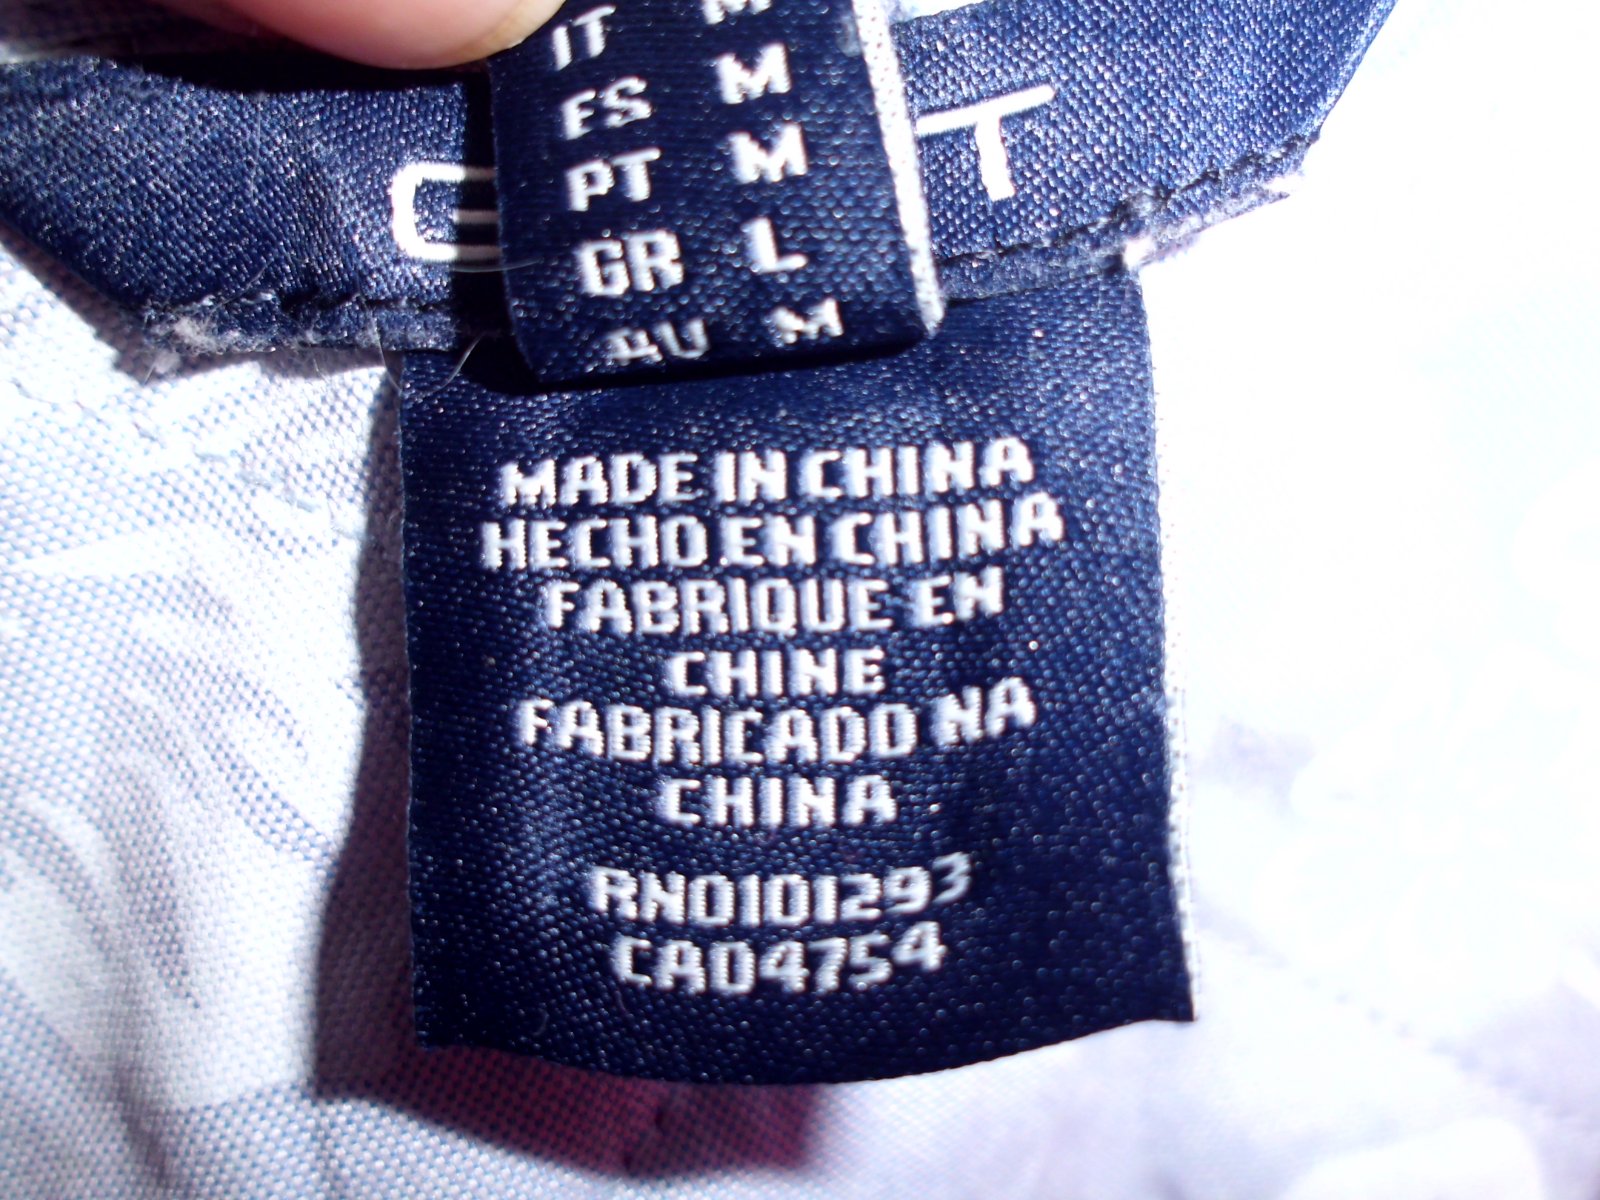 M
IT M
ES M
PT M
GR L
AU M
G T
MADE IN CHINA
HECHO EN CHINA
FABRIQUE EN
CHINE
FABRICADO NA
CHINA
RN0101293
CA04754